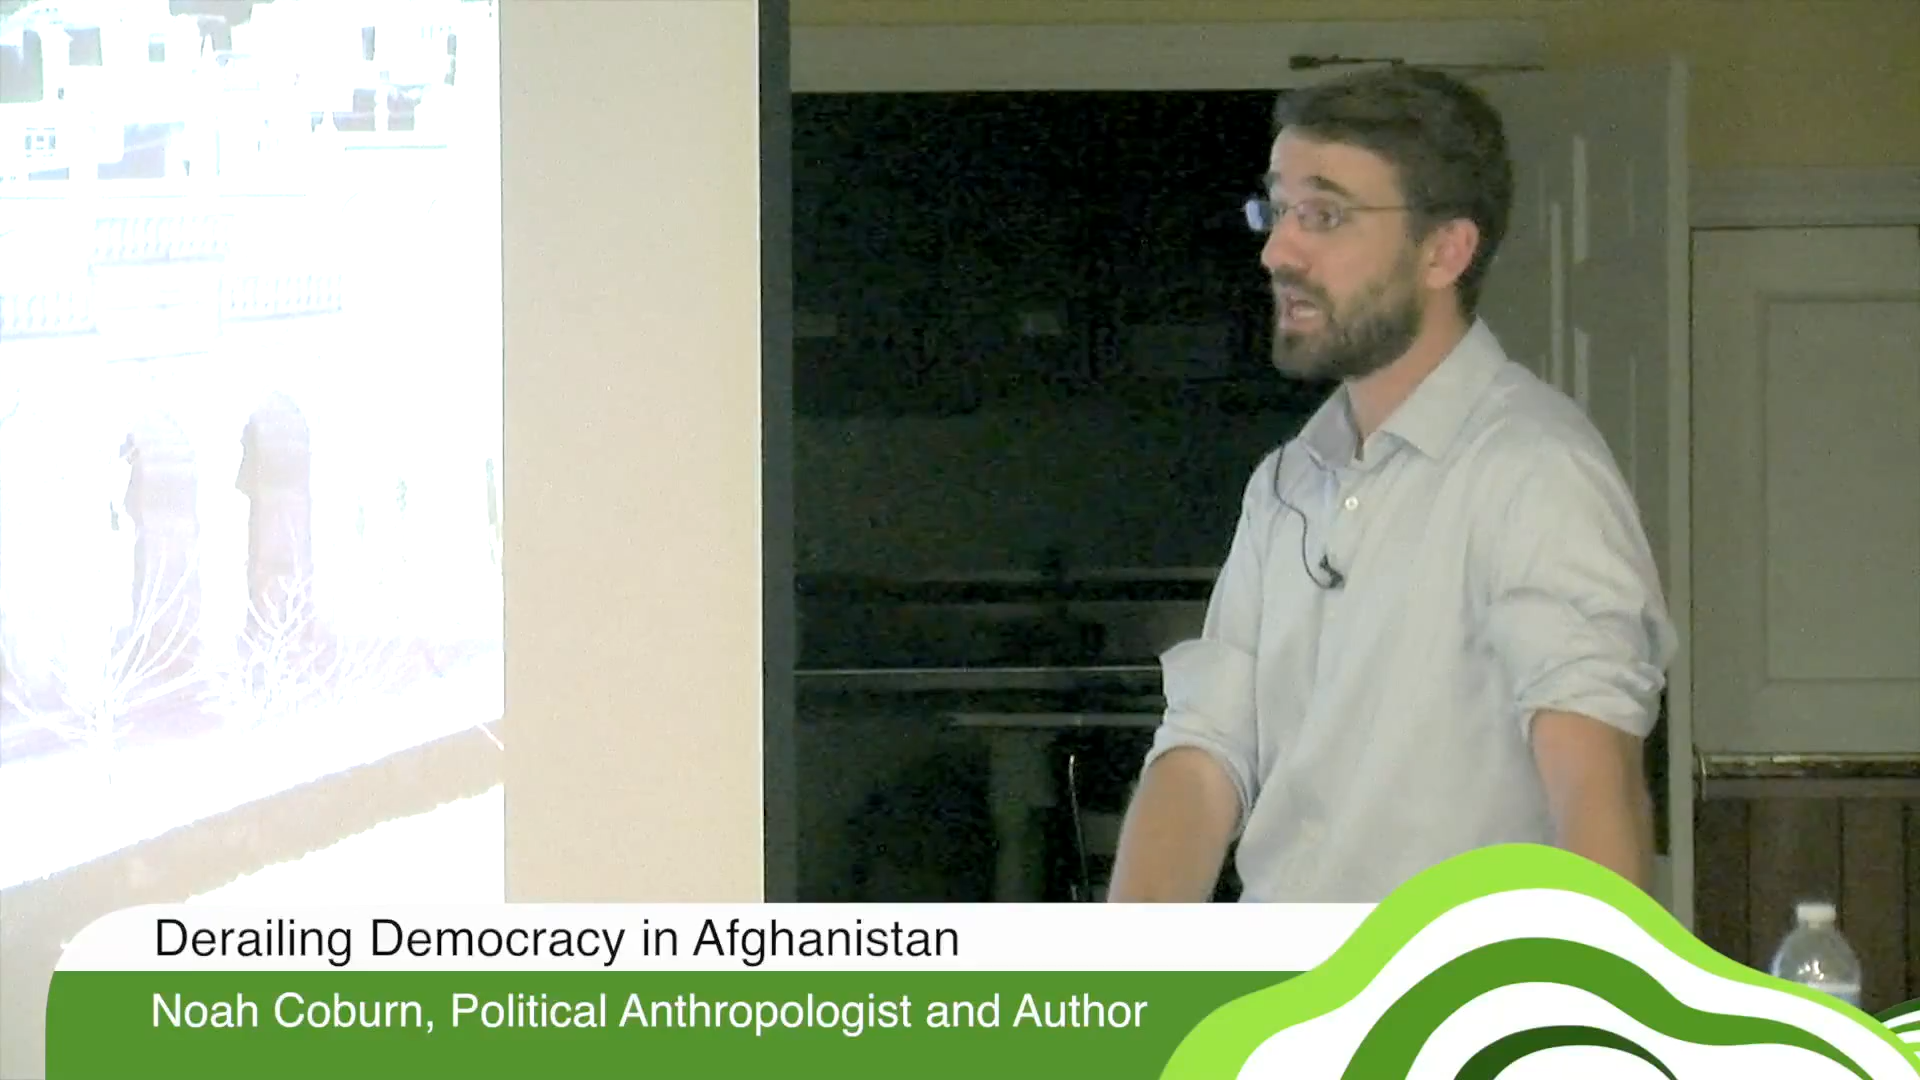 Derailing Democracy in Afghanistan
Noah Coburn, Political Anthropologist and Author